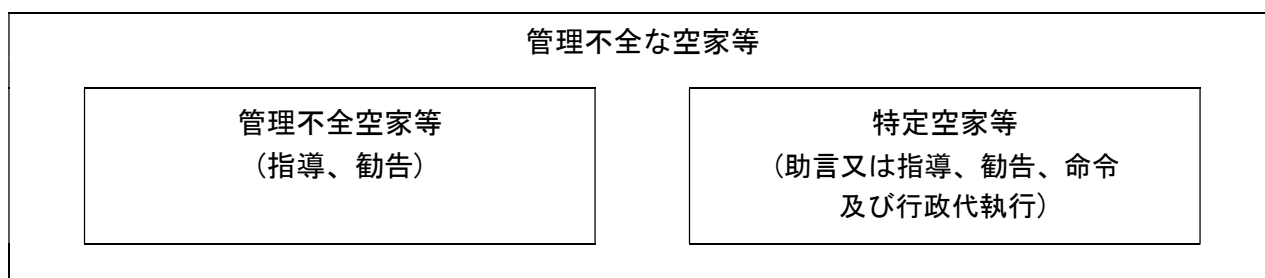 管理不全な空家等
管理不全空家等
（指導、勧告）
特定空家等
（助言又は指導、勧告、命令
及び行政代執行）